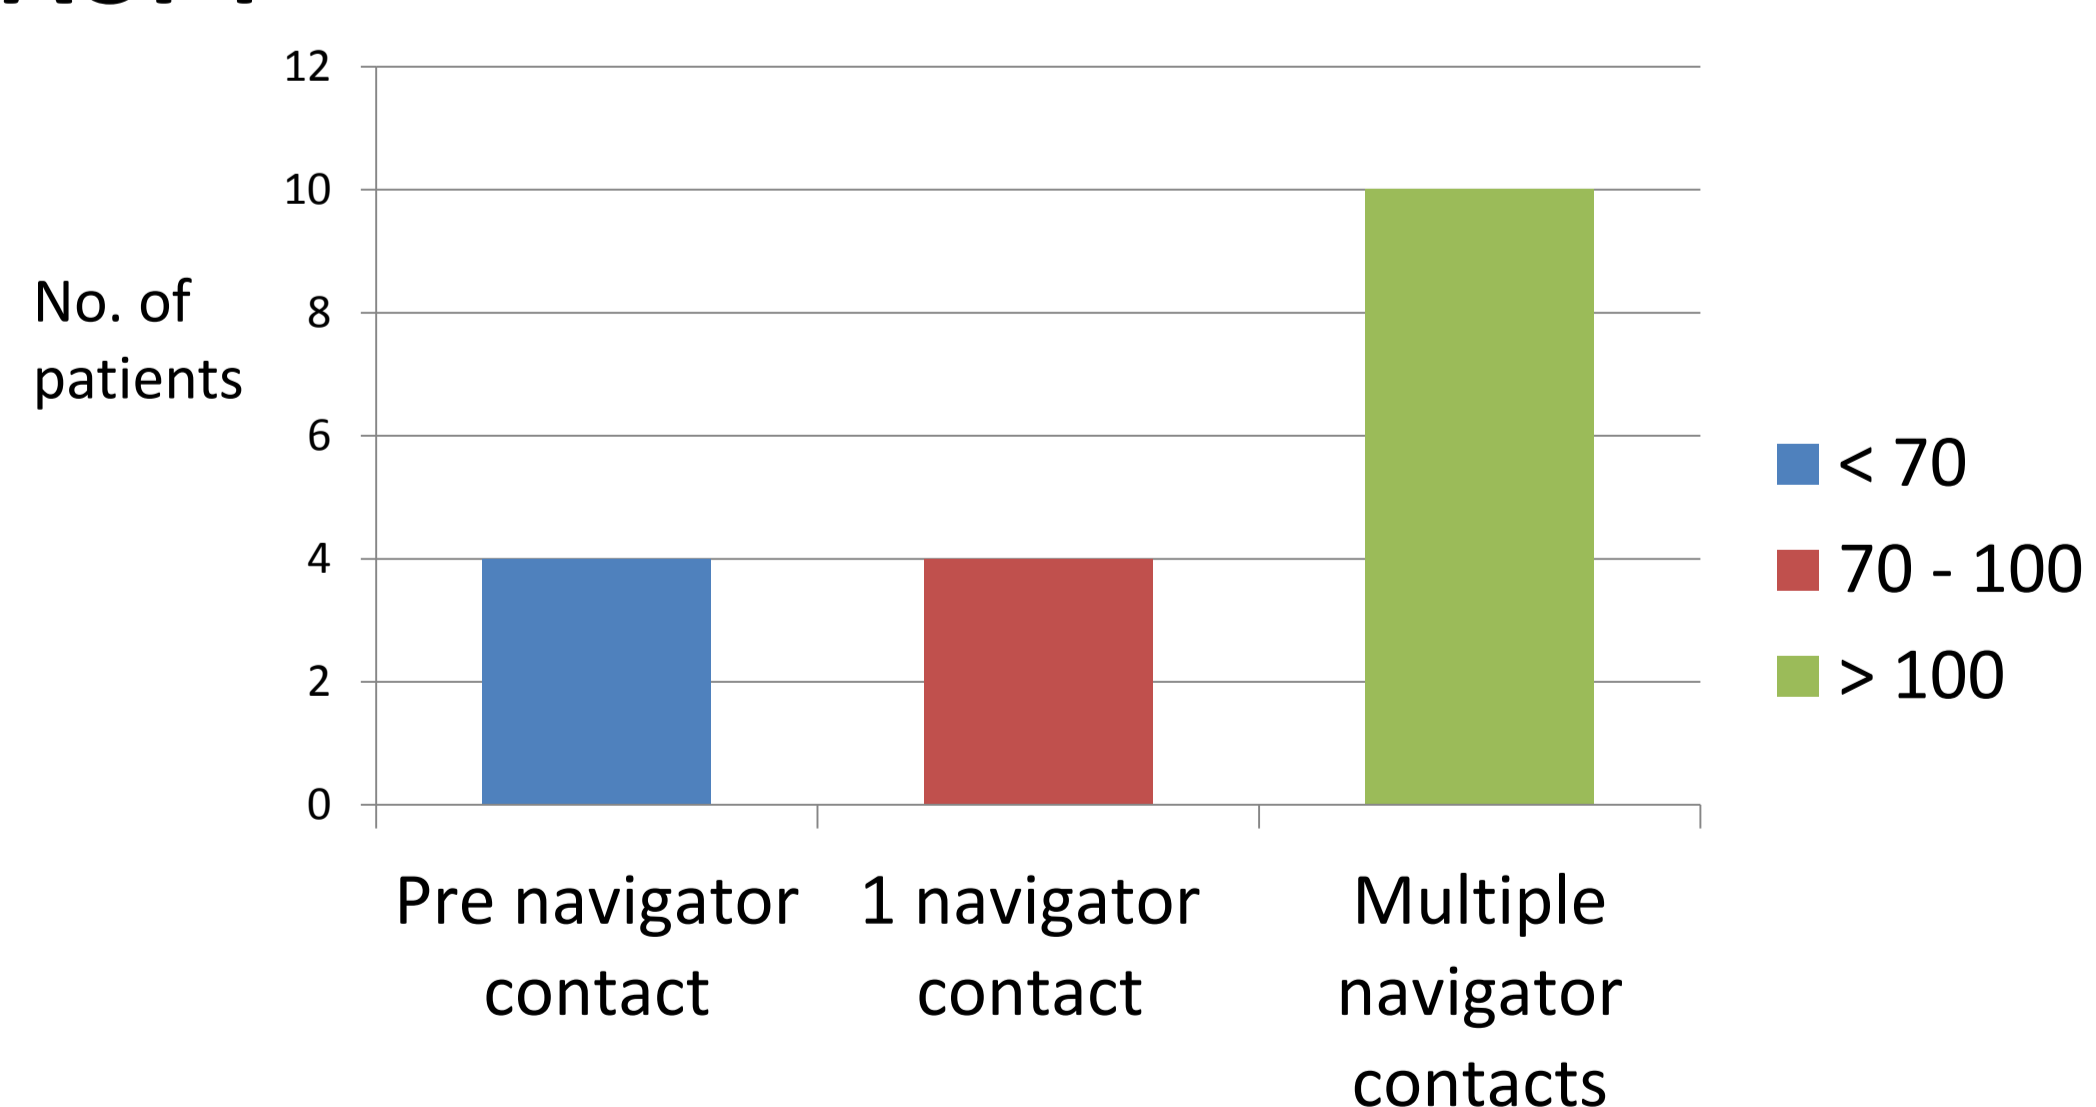 12
10
8
6
4
2
0
No. of
patients
< 70
70 - 100
> 100
Pre navigator
contact
1 navigator
contact
Multiple
navigator
contacts